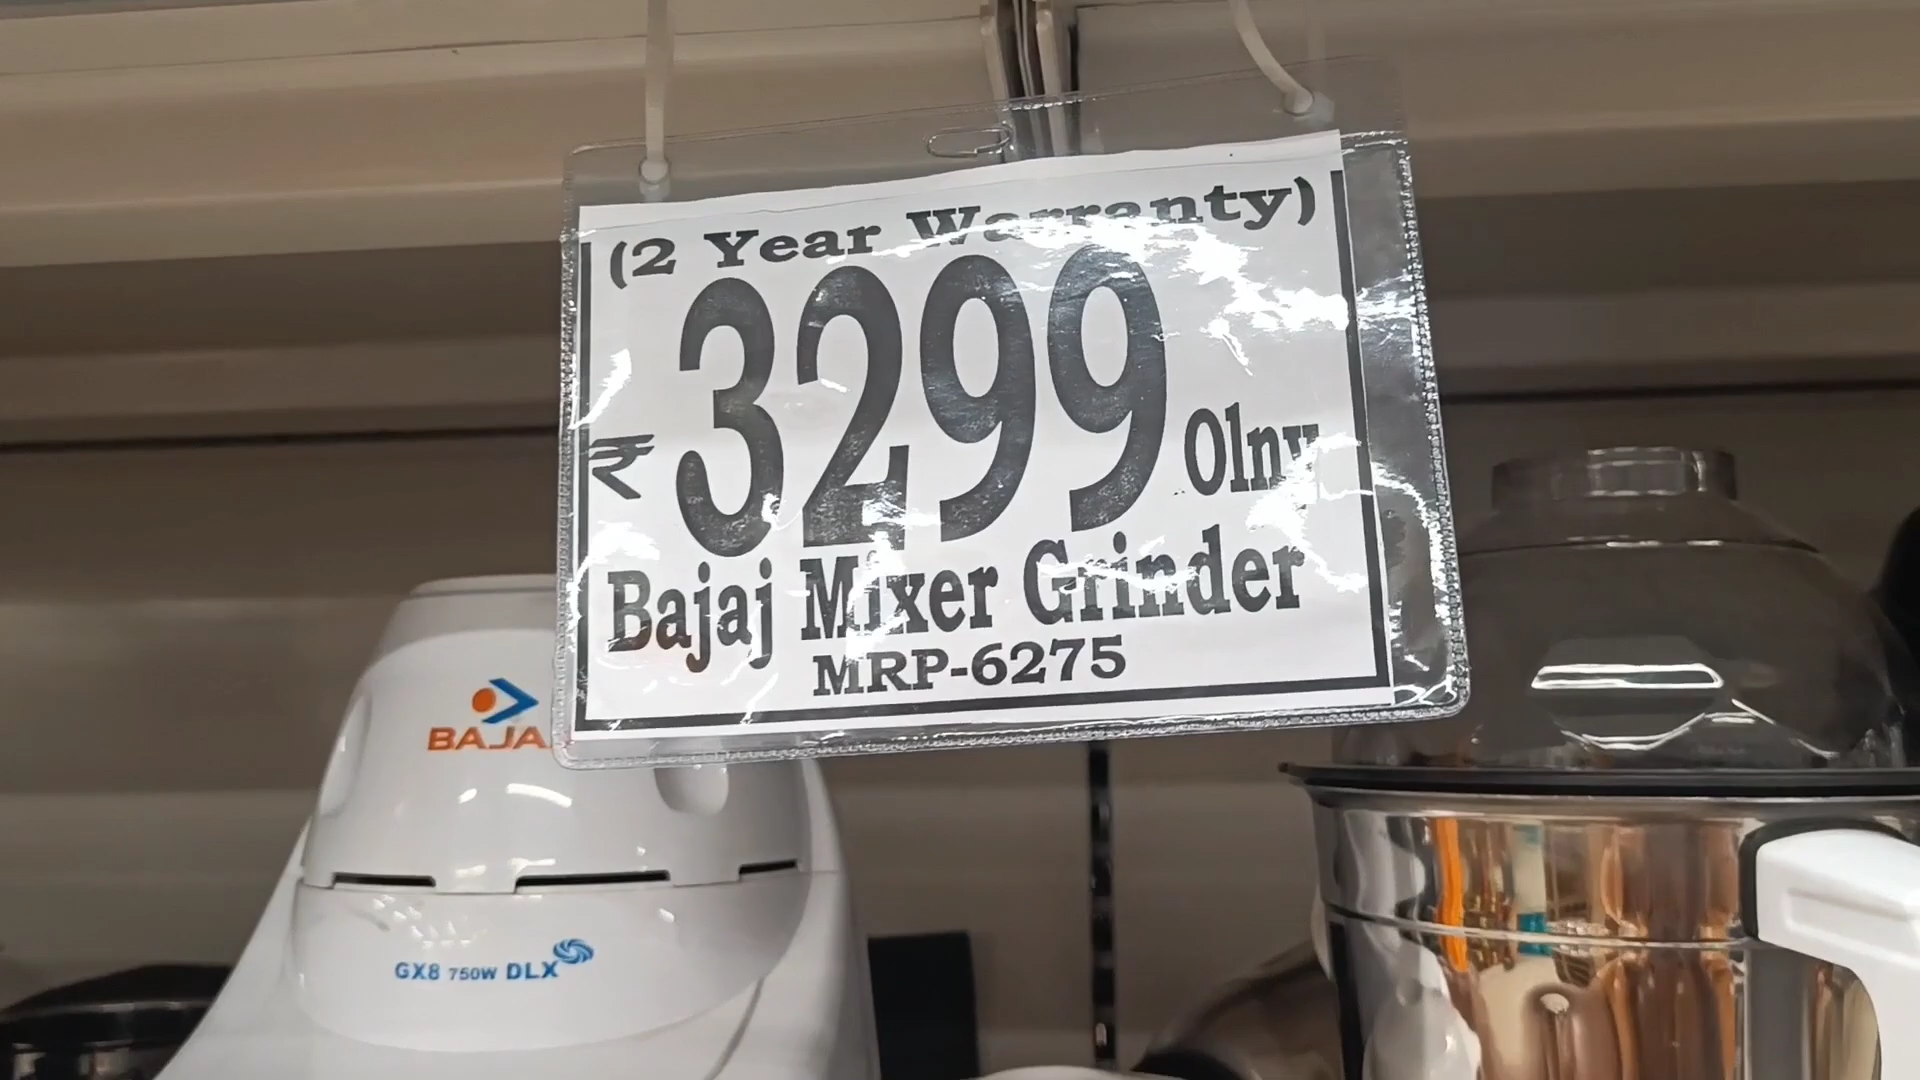 (2 Year Warranty)
₹ 3299 Olny
Bajaj Mixer Grinder
MRP-6275
BAJA
GX8 750W DLX